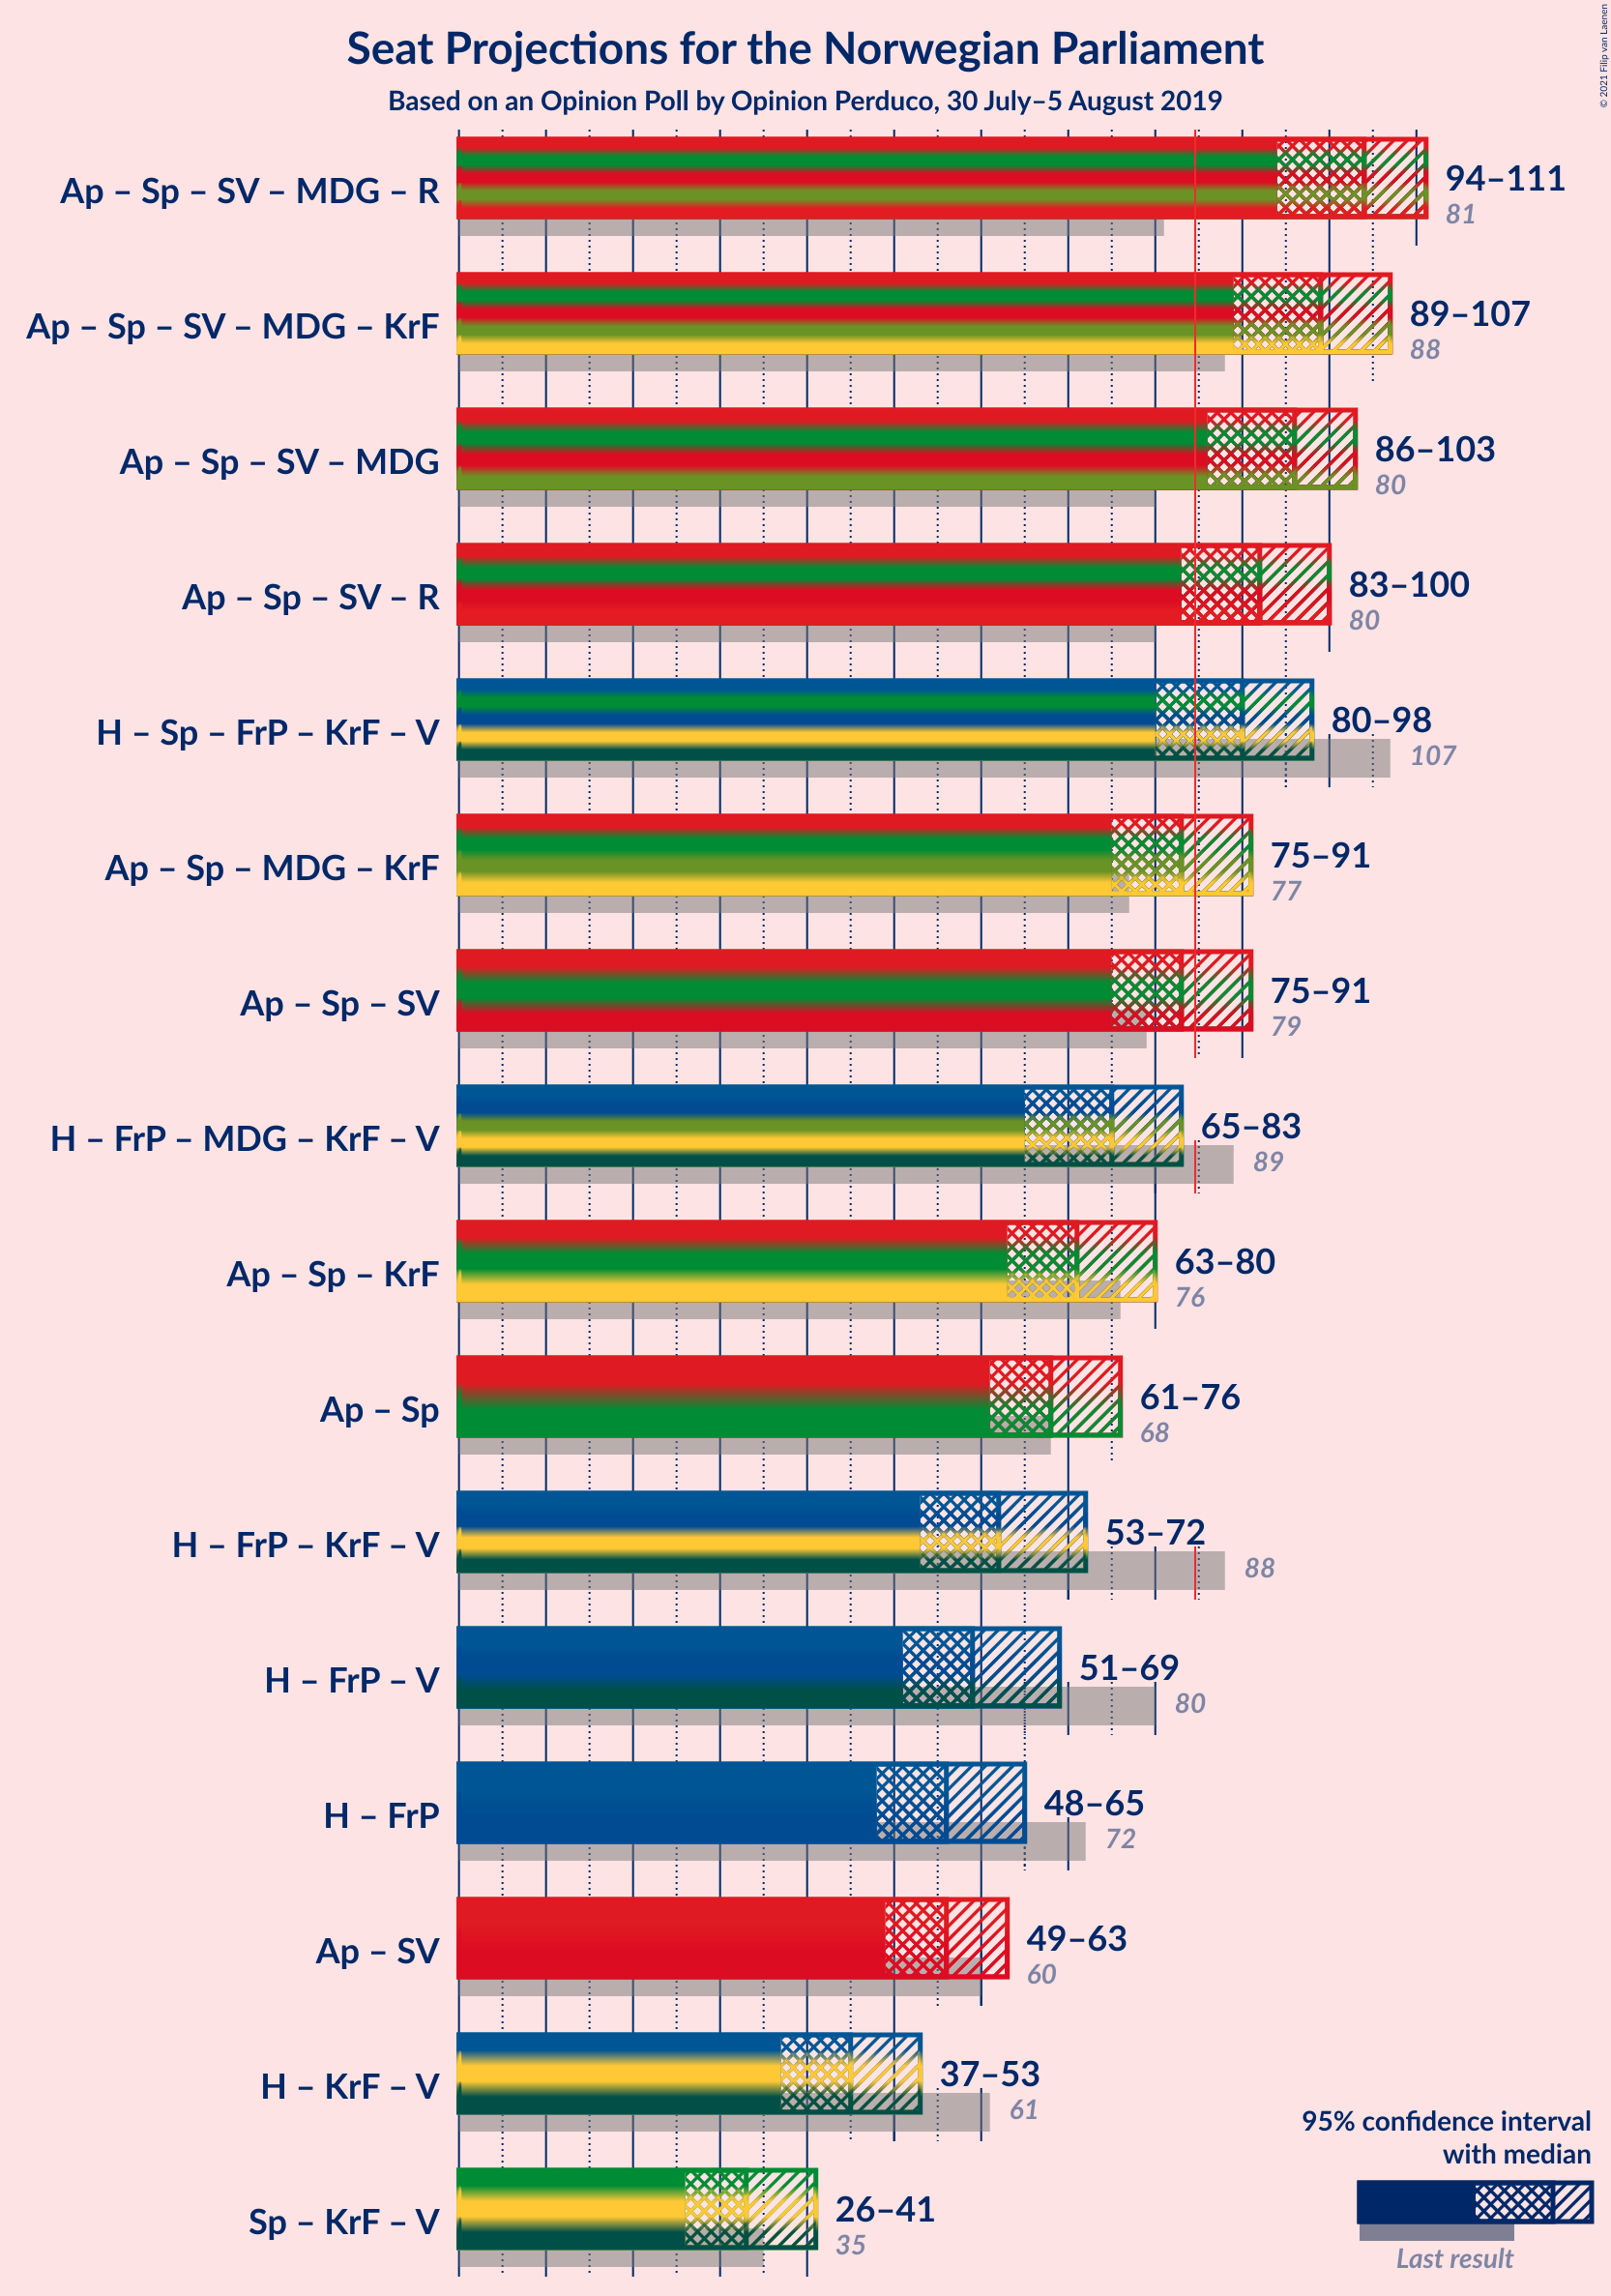 Seat Projections for the Norwegian Parliament
Based on an Opinion Poll by Opinion Perduco, 30 July–5 August 2019
© 2021 Filip van Laenen
Ap – Sp – SV – MDG – R
94–111
81
Ap – Sp – SV – MDG – KrF
89–107
88
Ap – Sp – SV – MDG
86–103
80
Ap – Sp – SV – R
83–100
80
H – Sp – FrP – KrF – V
80–98
107
Ap – Sp – MDG – KrF
75–91
77
Ap – Sp – SV
75–91
79
H – FrP – MDG – KrF – V
65–83
89
Ap – Sp – KrF
63–80
76
Ap – Sp
61–76
68
H – FrP – KrF – V
53–72
88
H – FrP – V
51–69
80
H – FrP
48–65
72
Ap – SV
49–63
60
H – KrF – V
37–53
61
Sp – KrF – V
26–41
35
95% confidence interval
with median
Last result